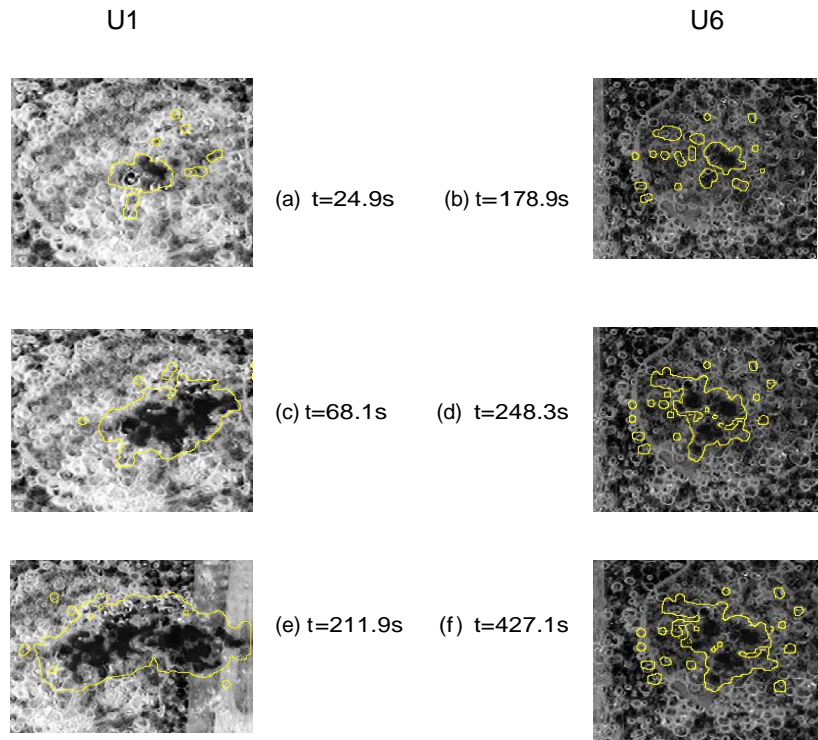 U1 U6
(a) t=24.9s (b) t=178.9s
(c) t=68.1s (d) t=248.3s
(e) t=211.9s (f) t=427.1s